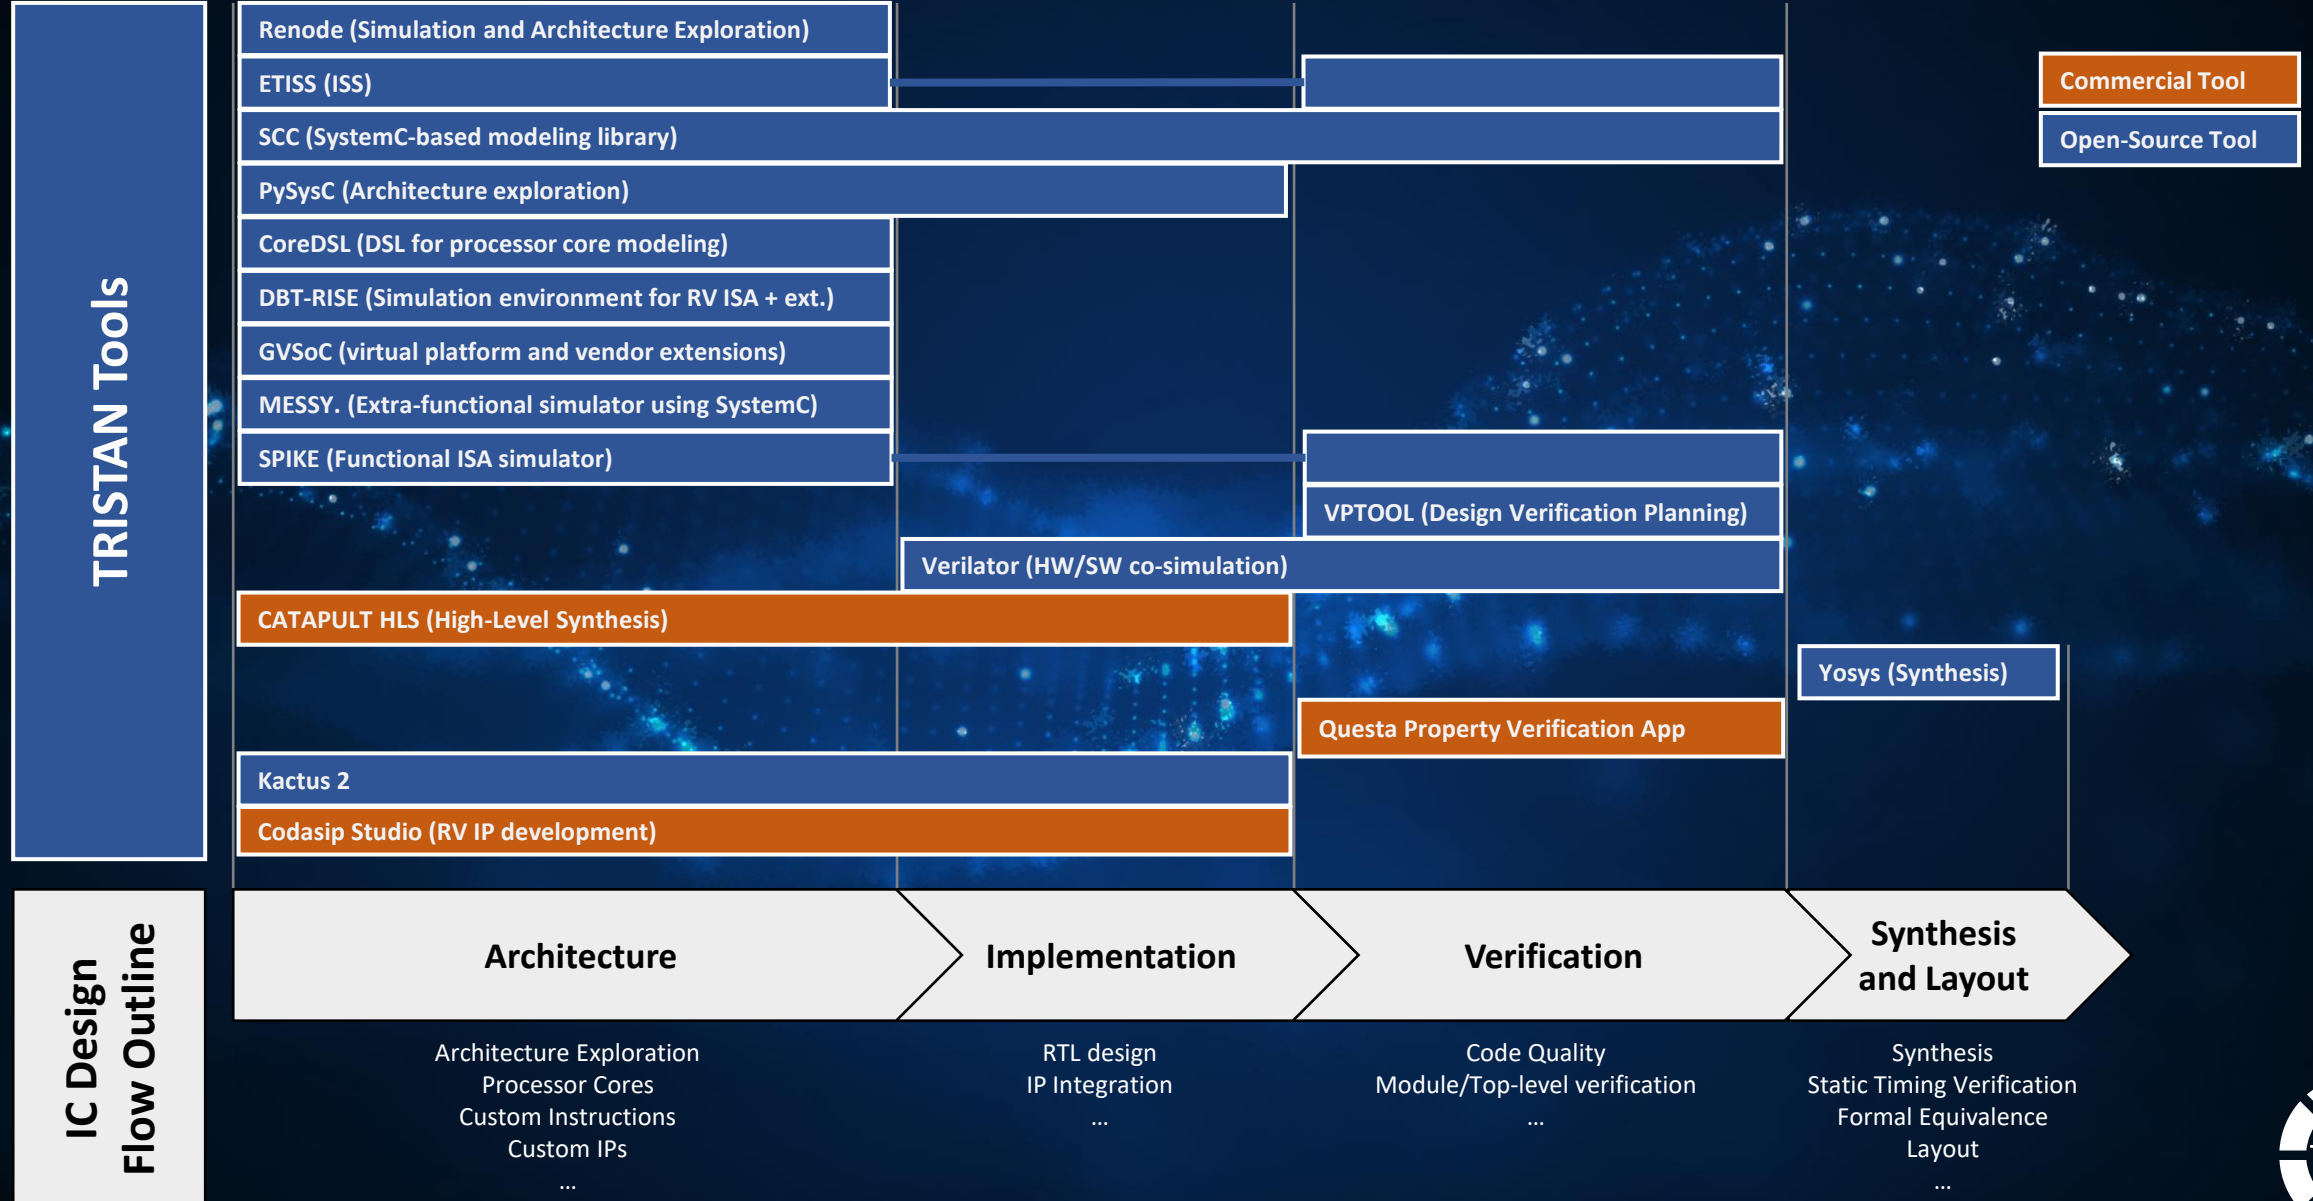 TRISTAN Tools
Renode (Simulation and Architecture Exploration)
ETISS (ISS)
SCC (SystemC-based modeling library)
PySysC (Architecture exploration)
CoreDSL (DSL for processor core modeling)
DBT-RISE (Simulation environment for RV ISA + ext.)
GVSoC (virtual platform and vendor extensions)
MESSY. (Extra-functional simulator using SystemC)
SPIKE (Functional ISA simulator)
VPTOOL (Design Verification Planning)
Verilator (HW/SW co-simulation)
CATAPULT HLS (High-Level Synthesis)
Yosys (Synthesis)
Questa Property Verification App
Kactus 2
Codasip Studio (RV IP development)
Commercial Tool
Open-Source Tool
IC Design
Flow Outline
Architecture
Implementation
Verification
Synthesis
and Layout
Architecture Exploration
Processor Cores
Custom Instructions
Custom IPs
...
RTL design
IP Integration
...
Code Quality
Module/Top-level verification
...
Synthesis
Static Timing Verification
Formal Equivalence
Layout
...